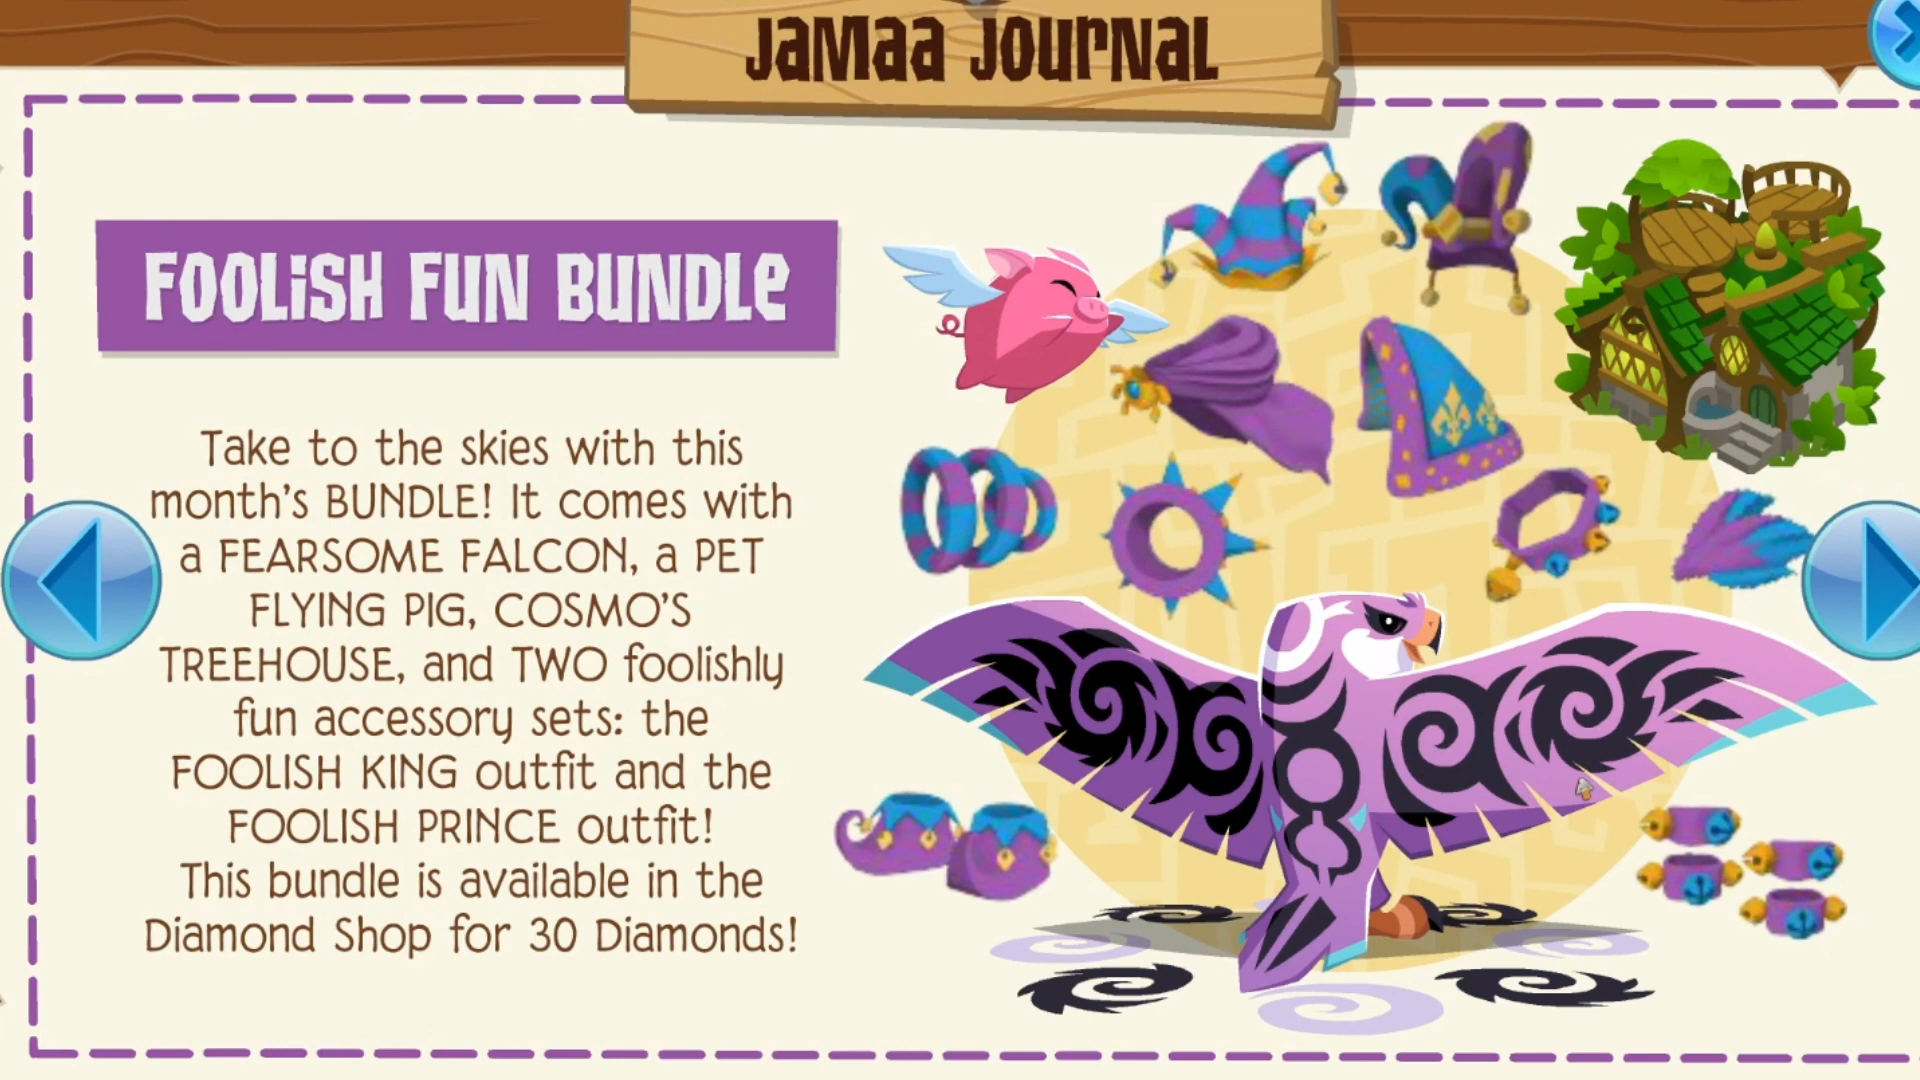 JAMAA JOURNAL
FOOLISH FUN BUNDLE
Take to the skies with this
month's BUNDLE! It comes with
a FEARSOME FALCON, a PET
FLYING PIG, COSMO'S
TREEHOUSE, and TWO foolishly
fun accessory sets: the
FOOLISH KING outfit and the
FOOLISH PRINCE outfit!
This bundle is available in the
Diamond Shop for 30 Diamonds!